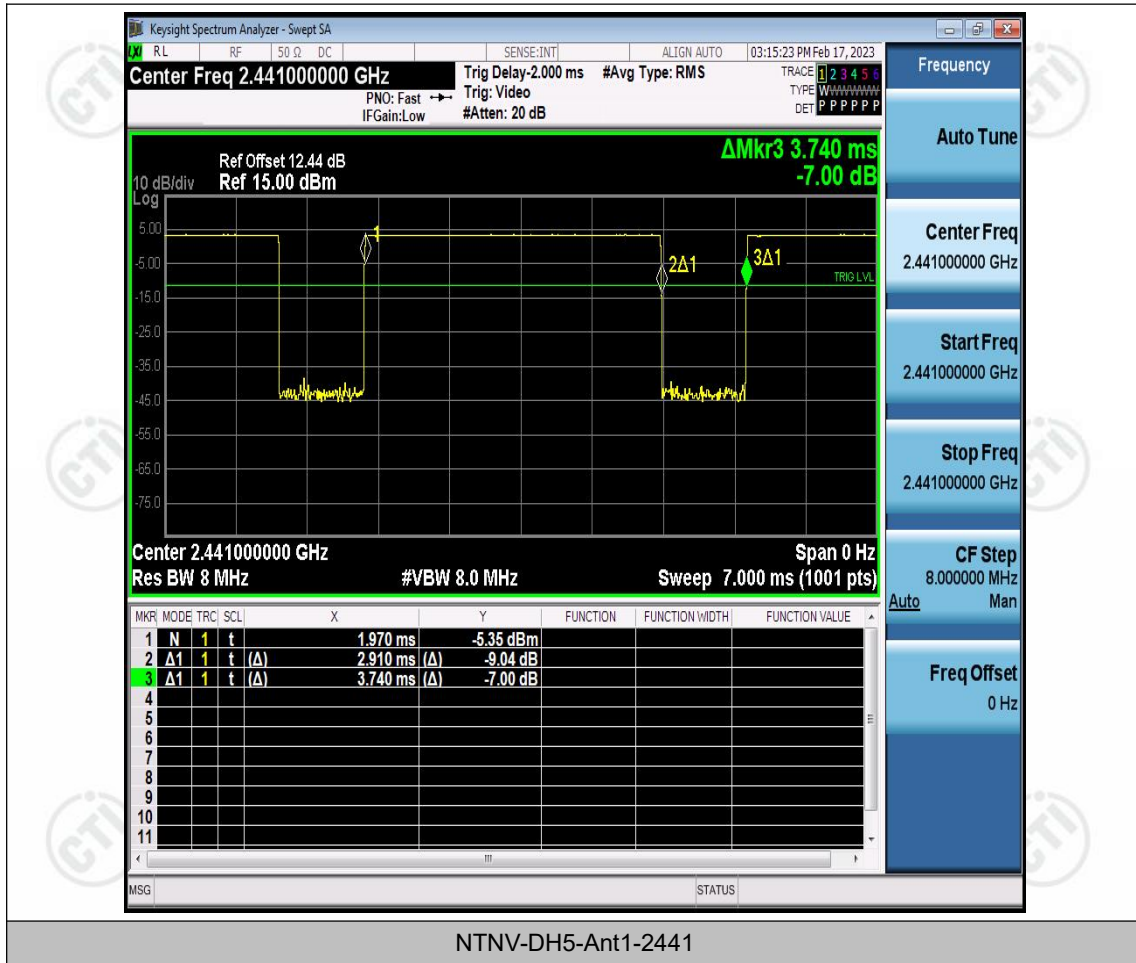 Keysight Spectrum Analyzer - Swept SA
LXI RL RF 50 Ω DC SENSE:INT ALIGN AUTO 03:15:23 PM Feb 17, 2023
Center Freq 2.441000000 GHz
PNO: Fast
IFGain:Low
Trig Delay-2.000 ms
Trig: Video
#Atten: 20 dB
#Avg Type: RMS
TRACE 1 2 3 4 5 6
TYPE WWWWWW
DET P P P P P P
ΔMkr3 3.740 ms
-7.00 dB
Ref Offset 12.44 dB
10 dB/div Ref 15.00 dBm
Log
5.00
-5.00
-15.0
-25.0
-35.0
-45.0
-55.0
-65.0
-75.0
1
2Δ1
3Δ1
TRIG LVL
Center 2.441000000 GHz Span 0 Hz
Res BW 8 MHz #VBW 8.0 MHz Sweep 7.000 ms (1001 pts)
MKR MODE TRC SCL X Y FUNCTION FUNCTION WIDTH FUNCTION VALUE
1 N 1 t 1.970 ms -5.35 dBm
2 Δ1 1 t (Δ) 2.910 ms (Δ) -9.04 dB
3 Δ1 1 t (Δ) 3.740 ms (Δ) -7.00 dB
4
5
6
7
8
9
10
11
MSG STATUS
Frequency
Auto Tune
Center Freq
2.441000000 GHz
Start Freq
2.441000000 GHz
Stop Freq
2.441000000 GHz
CF Step
8.000000 MHz
Auto Man
Freq Offset
0 Hz
CTI
CTI
CTI
CTI
CTI
CTI
NTNV-DH5-Ant1-2441